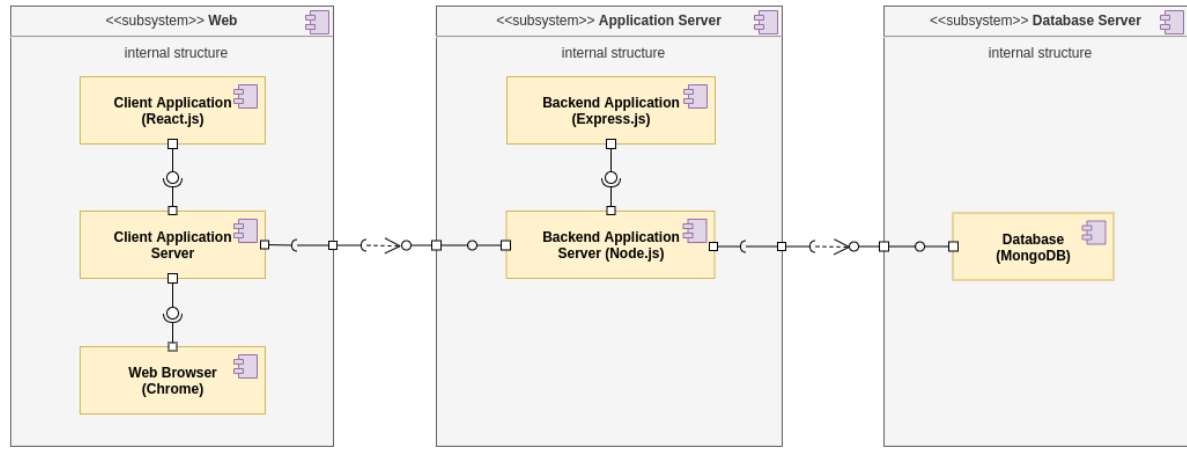 <<subsystem>> Web
internal structure
Client Application
(React.js)
Client Application
Server
Web Browser
(Chrome)
<<subsystem>> Application Server
internal structure
Backend Application
(Express.js)
Backend Application
Server (Node.js)
<<subsystem>> Database Server
internal structure
Database
(MongoDB)